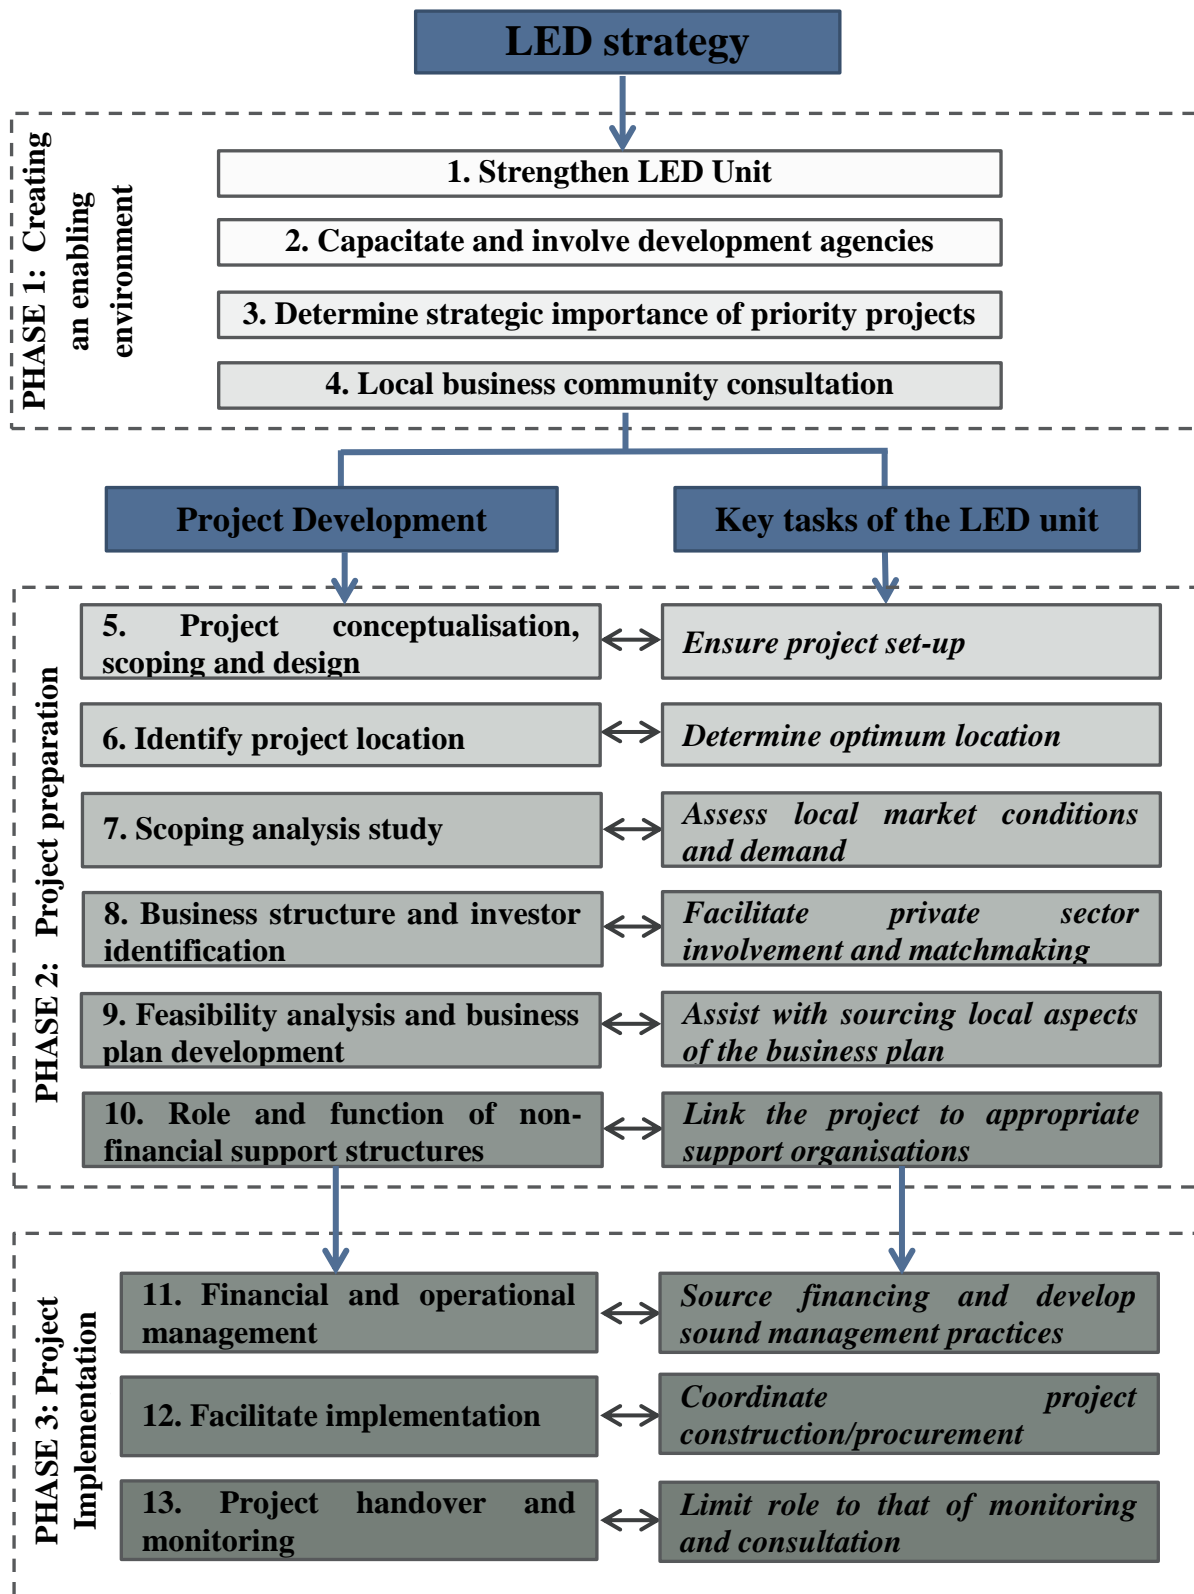 LED strategy
PHASE 1: Creating
an enabling
environment
1. Strengthen LED Unit
2. Capacitate and involve development agencies
3. Determine strategic importance of priority projects
4. Local business community consultation
Project Development
Key tasks of the LED unit
PHASE 2: Project preparation
5. Project conceptualisation,
scoping and design
Ensure project set-up
6. Identify project location
Determine optimum location
7. Scoping analysis study
Assess local market conditions
and demand
8. Business structure and investor
identification
Facilitate private sector
involvement and matchmaking
9. Feasibility analysis and business
plan development
Assist with sourcing local aspects
of the business plan
10. Role and function of non-
financial support structures
Link the project to appropriate
support organisations
PHASE 3: Project
Implementation
11. Financial and operational
management
Source financing and develop
sound management practices
12. Facilitate implementation
Coordinate project
construction/procurement
13. Project handover and
monitoring
Limit role to that of monitoring
and consultation